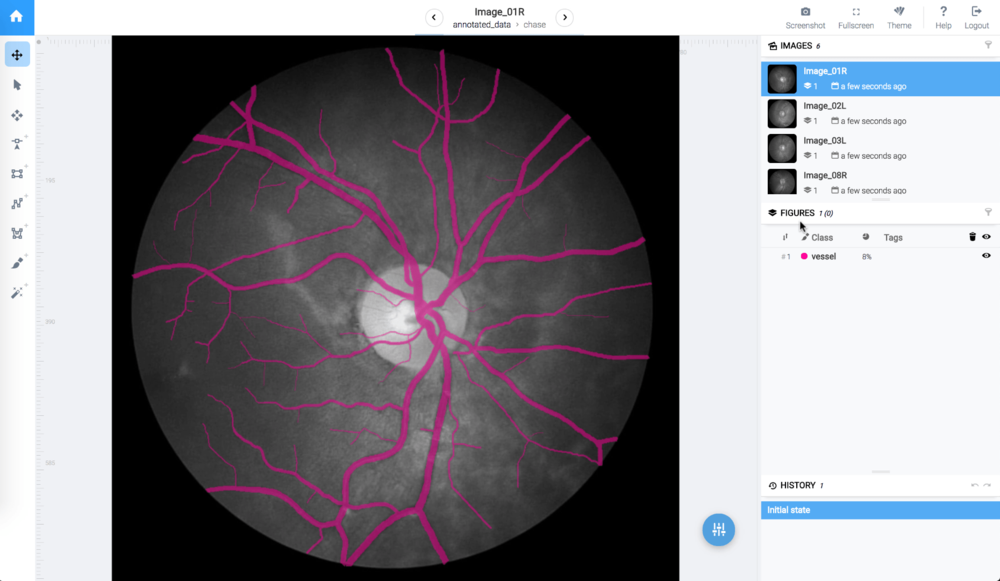 Image_01R
annotated_data > chase
Screenshot
Fullscreen
Theme
Help
Logout
IMAGES 6
Image_01R
1 a few seconds ago
Image_02L
1 a few seconds ago
Image_03L
1 a few seconds ago
Image_08R
1 a few seconds ago
FIGURES 1 (0)
Class Tags
#1 vessel 8%
HISTORY 1
Initial state